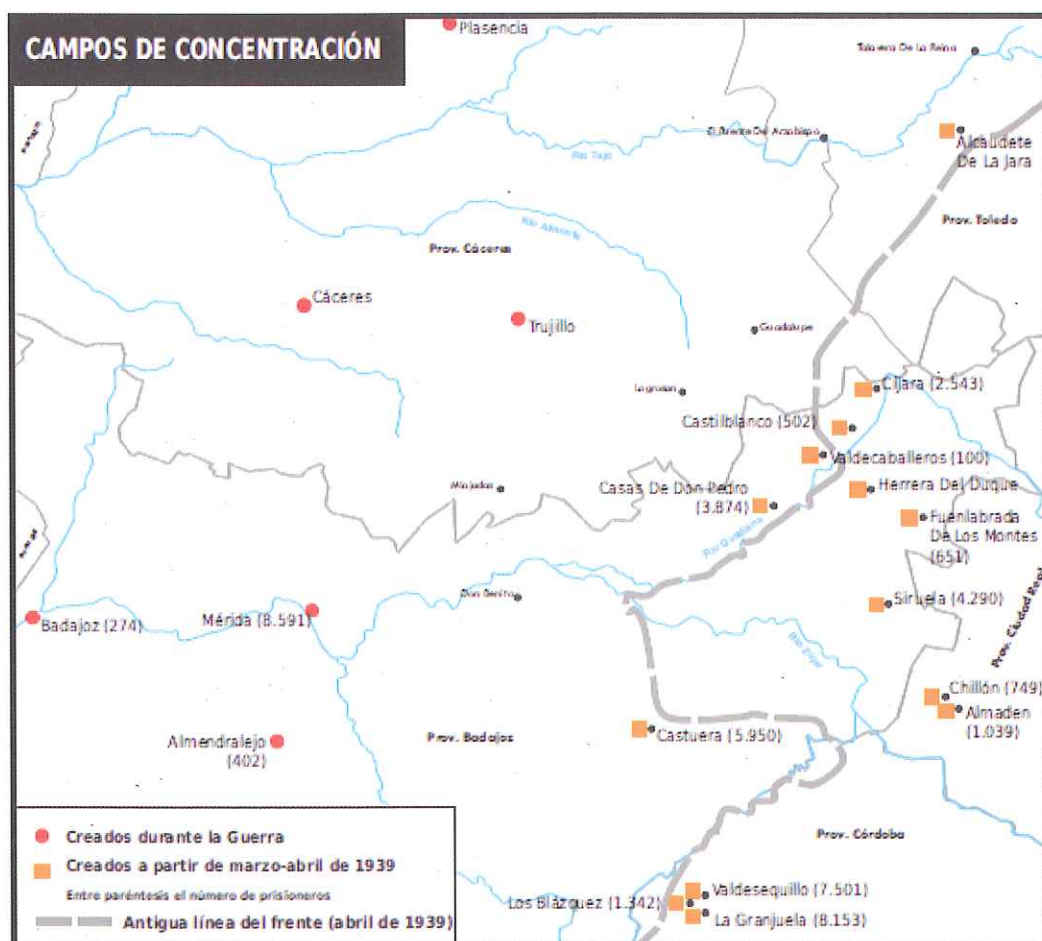 CAMPOS DE CONCENTRACIÓN
Plasencia
Talavera De La Reina
El Puente Del Arzobispo
Alcaudete
De La Jara
Río Tajo
Prov. Toledo
Río Almonte
Prov. Cáceres
Cáceres
Trujillo
Guadalupe
Logrosan
Cijara (2.543)
Castilblanco (502)
Valdecaballeros (100)
Miajadas
Casas De Don Pedro
(3.874)
Herrera Del Duque
Fuenlabrada
De Los Montes
(651)
Río Guadiana
Don Benito
Siruela (4.290)
Prov. Ciudad Real
Badajoz (274)
Mérida (8.591)
Río Zújar
Chillón (749)
Almaden
(1.039)
Almendralejo
(402)
Prov. Badajos
Castuera (5.950)
Prov. Córdoba
Creados durante la Guerra
Creados a partir de marzo-abril de 1939
Entre paréntesis el número de prisioneros
Antigua línea del frente (abril de 1939)
Valdesequillo (7.501)
Los Blázquez (1.342)
La Granjuela (8.153)